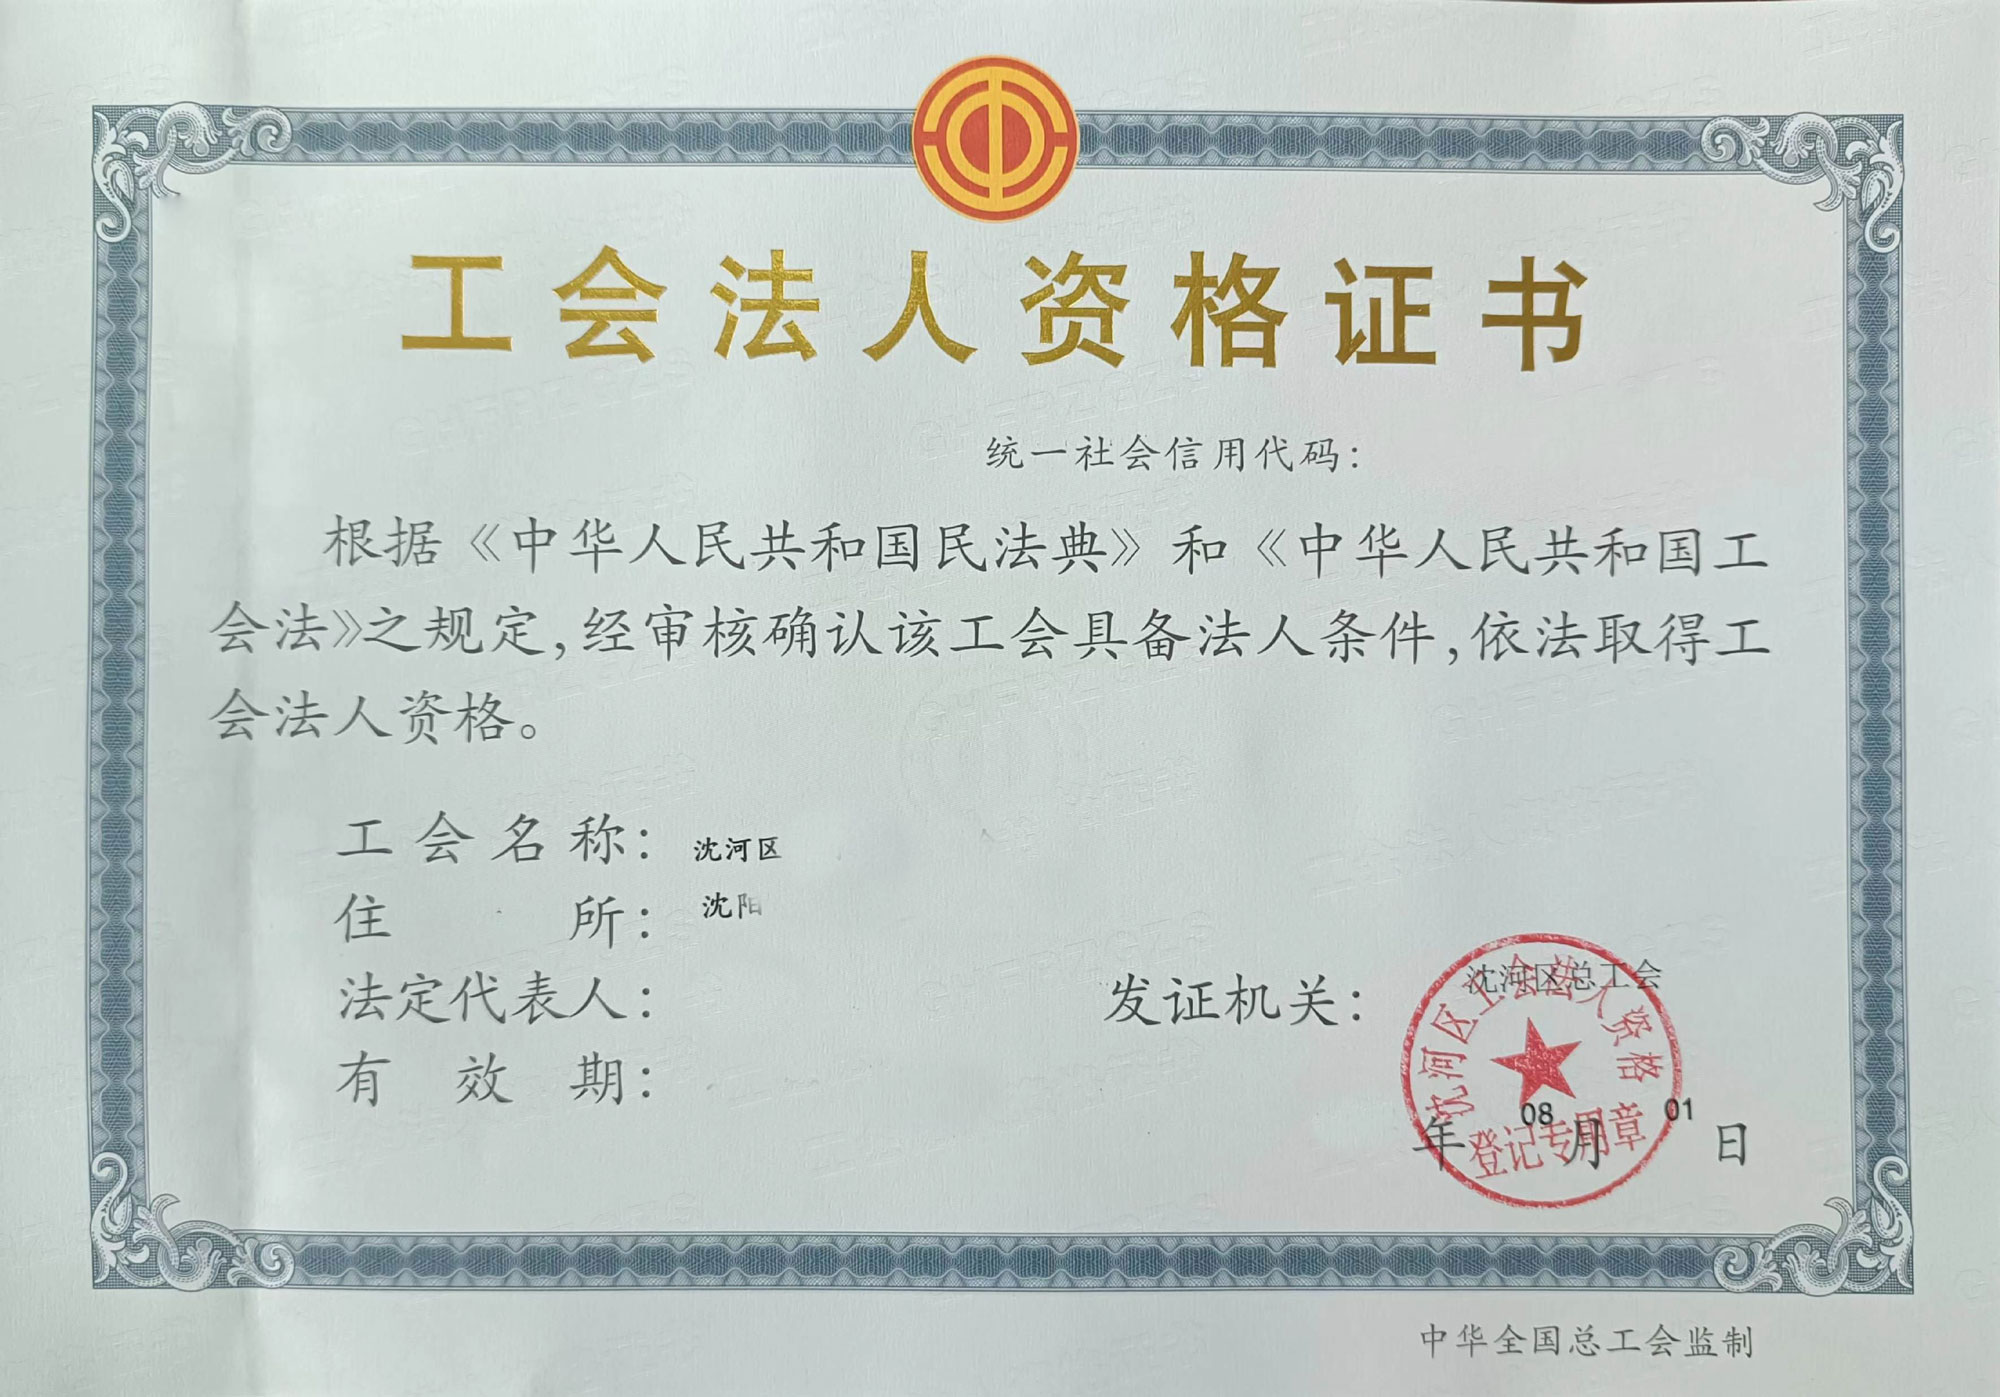 工会法人资格证书
统一社会信用代码：
根据《中华人民共和国民法典》和《中华人民共和国工
会法》之规定，经审核确认该工会具备法人条件，依法取得工
会法人资格。
工会名称：沈河区
住所：沈阳
法定代表人：
有效期：
发证机关：沈河区总工会
沈河区工会法人资格
登记专用章
年08月01日
中华全国总工会监制